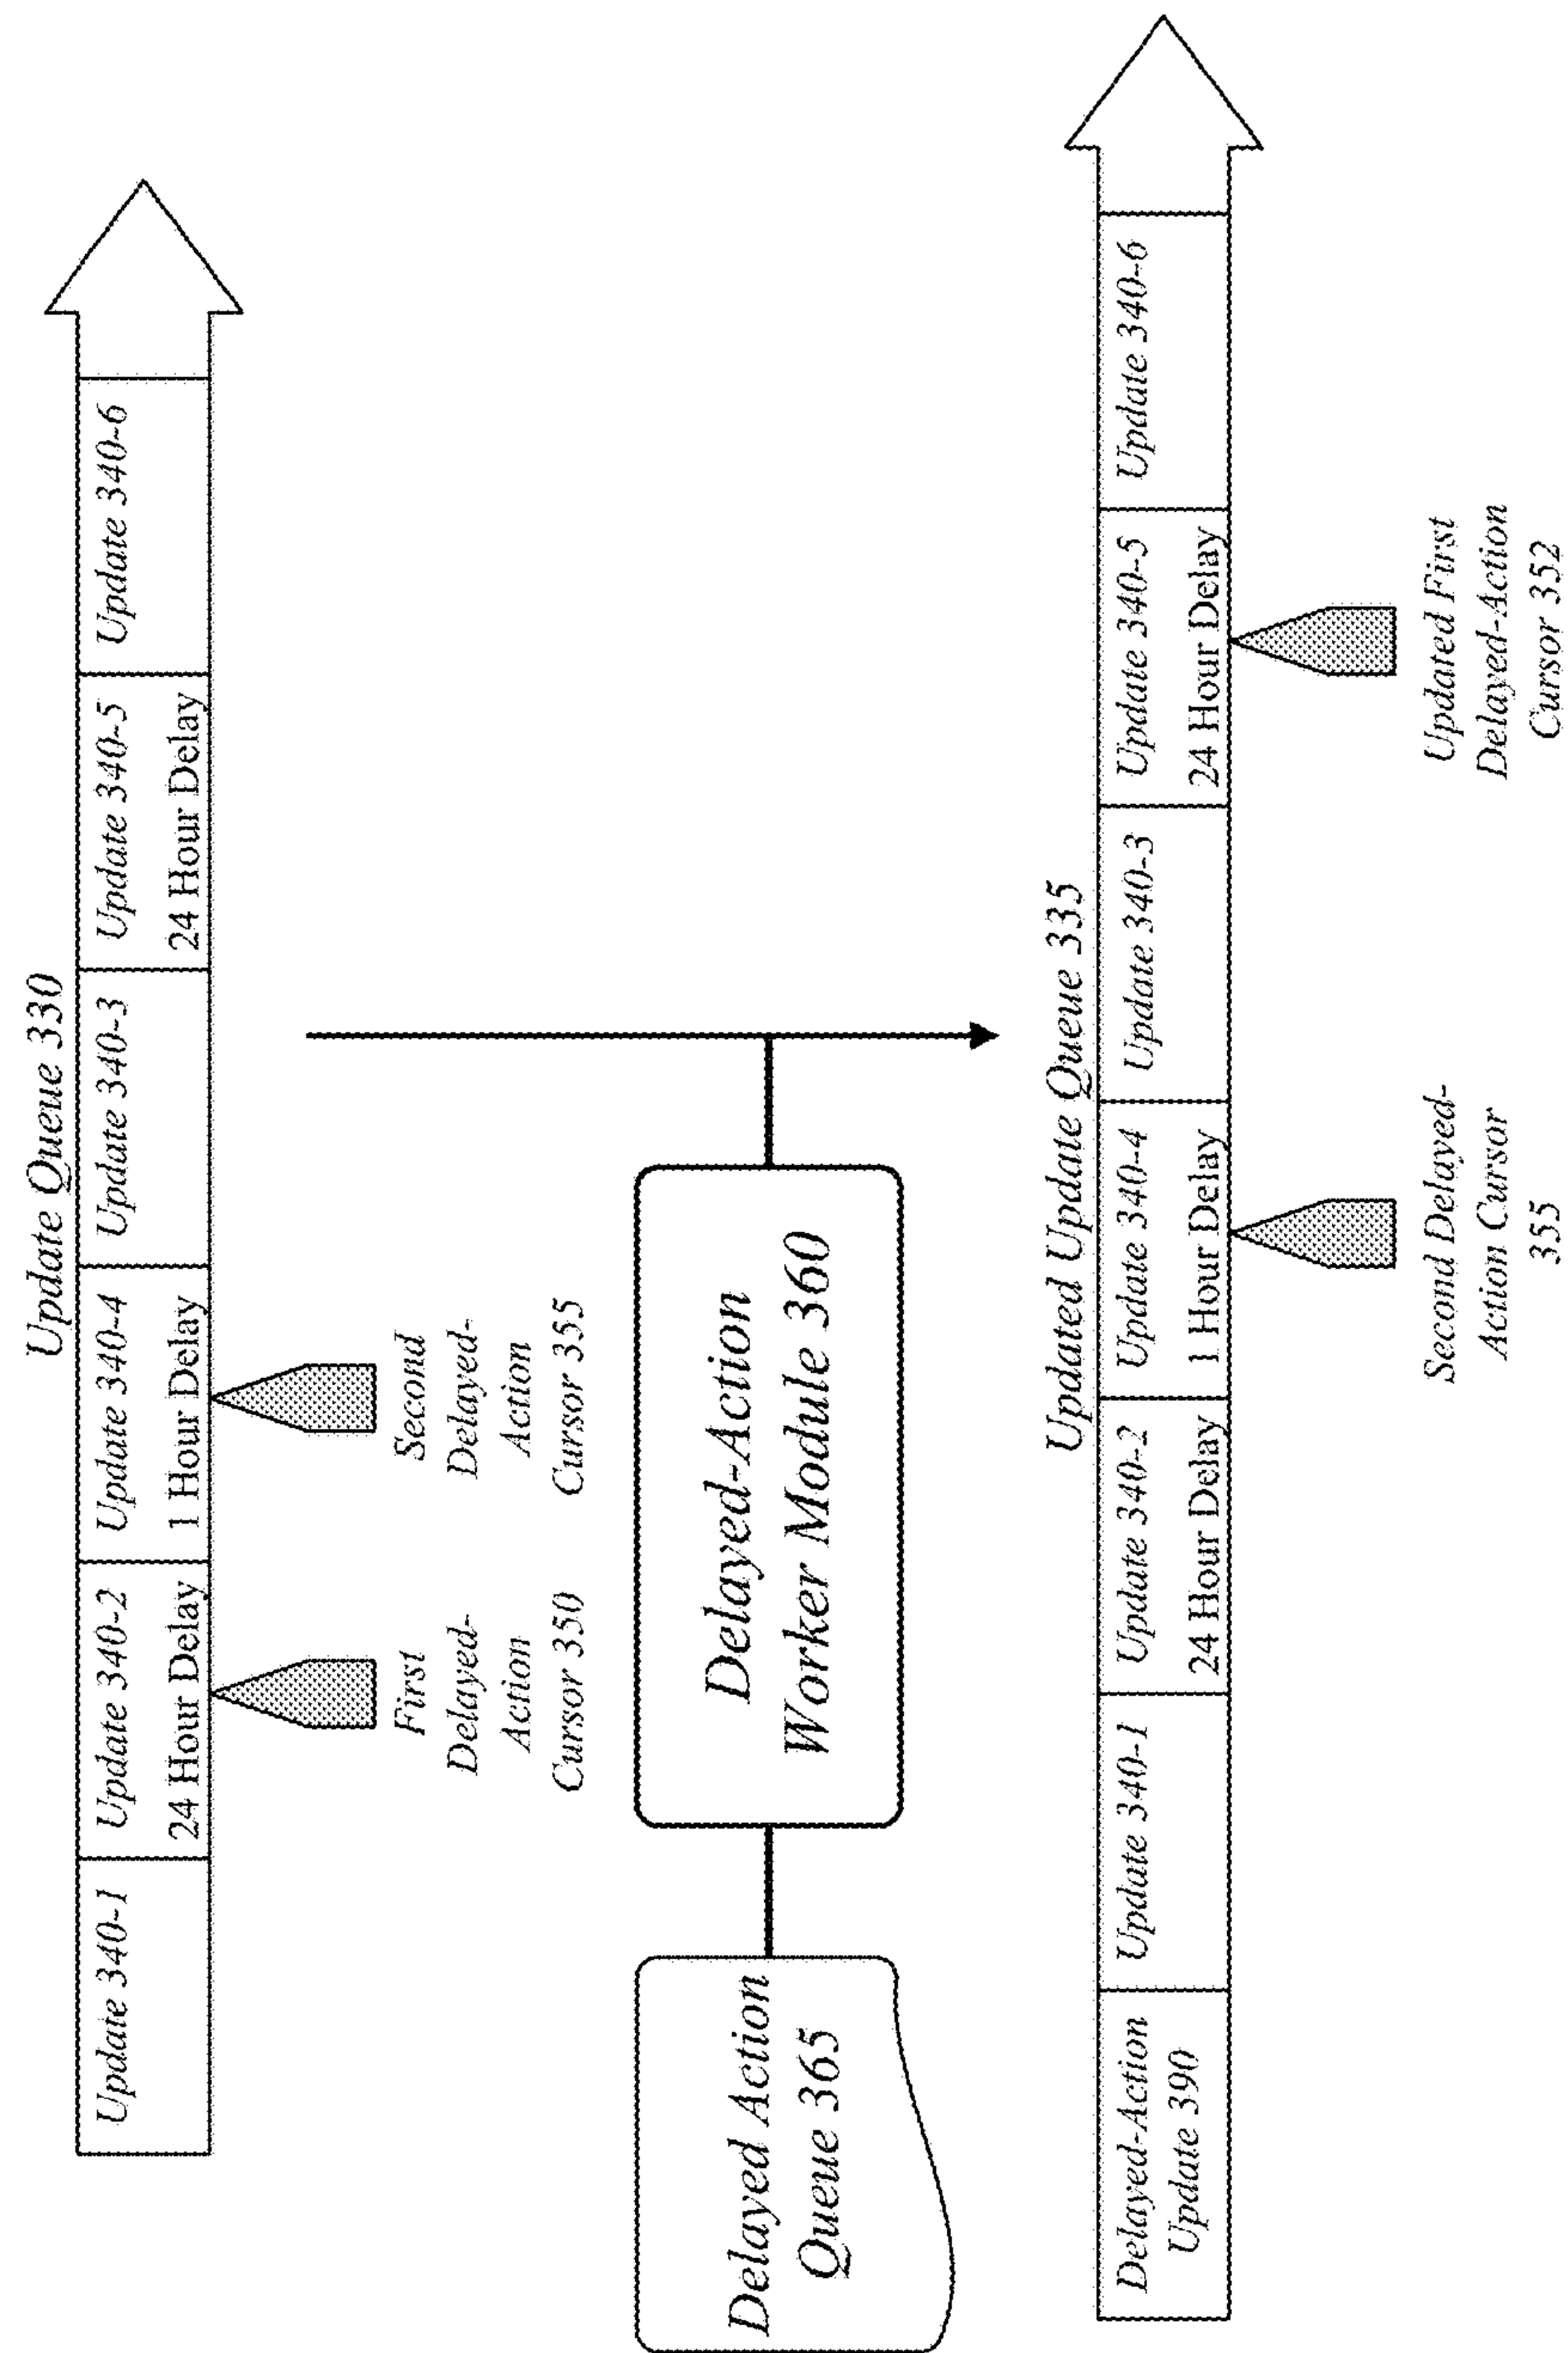 Update Queue 330
Update 340-1
Update 340-2
24 Hour Delay
Update 340-4
1 Hour Delay
Update 340-3
Update 340-5
24 Hour Delay
Update 340-6
First
Delayed-
Action
Cursor 350
Second
Delayed-
Action
Cursor 355
Delayed Action
Queue 365
Delayed-Action
Worker Module 360
Updated Update Queue 335
Delayed-Action
Update 390
Update 340-1
Update 340-2
24 Hour Delay
Update 340-4
1 Hour Delay
Update 340-3
Update 340-5
24 Hour Delay
Update 340-6
Second Delayed-
Action Cursor
355
Updated First
Delayed-Action
Cursor 352